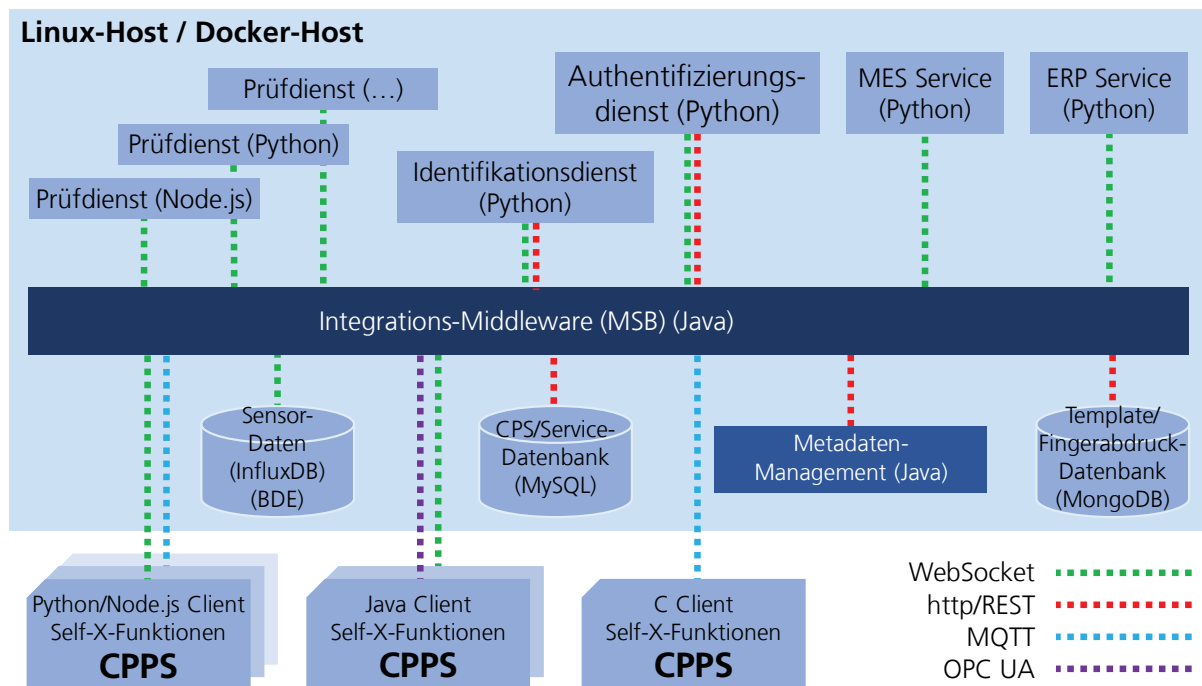 Linux-Host / Docker-Host
Prüfdienst (…)
Prüfdienst (Python)
Prüfdienst (Node.js)
Identifikationsdienst
(Python)
Authentifizierungs-
dienst (Python)
MES Service
(Python)
ERP Service
(Python)
Integrations-Middleware (MSB) (Java)
Sensor-
Daten
(InfluxDB)
(BDE)
CPS/Service-
Datenbank
(MySQL)
Metadaten-
Management (Java)
Template/
Fingerabdruck-
Datenbank
(MongoDB)
Python/Node.js Client
Self-X-Funktionen
CPPS
Java Client
Self-X-Funktionen
CPPS
C Client
Self-X-Funktionen
CPPS
WebSocket
http/REST
MQTT
OPC UA